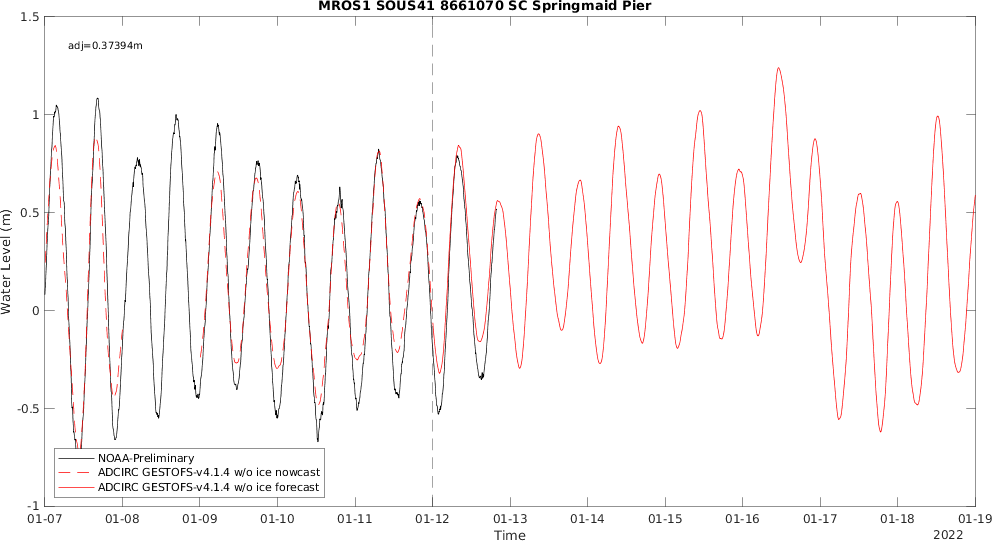 MROS1 SOUS41 8661070 SC Springmaid Pier
adj=0.37394m
1.5
1
0.5
0
-0.5
-1
Water Level (m)
NOAA-Preliminary
ADCIRC GESTOFS-v4.1.4 w/o ice nowcast
ADCIRC GESTOFS-v4.1.4 w/o ice forecast
01-07 01-08 01-09 01-10 01-11 01-12 01-13 01-14 01-15 01-16 01-17 01-18 01-19
Time
2022